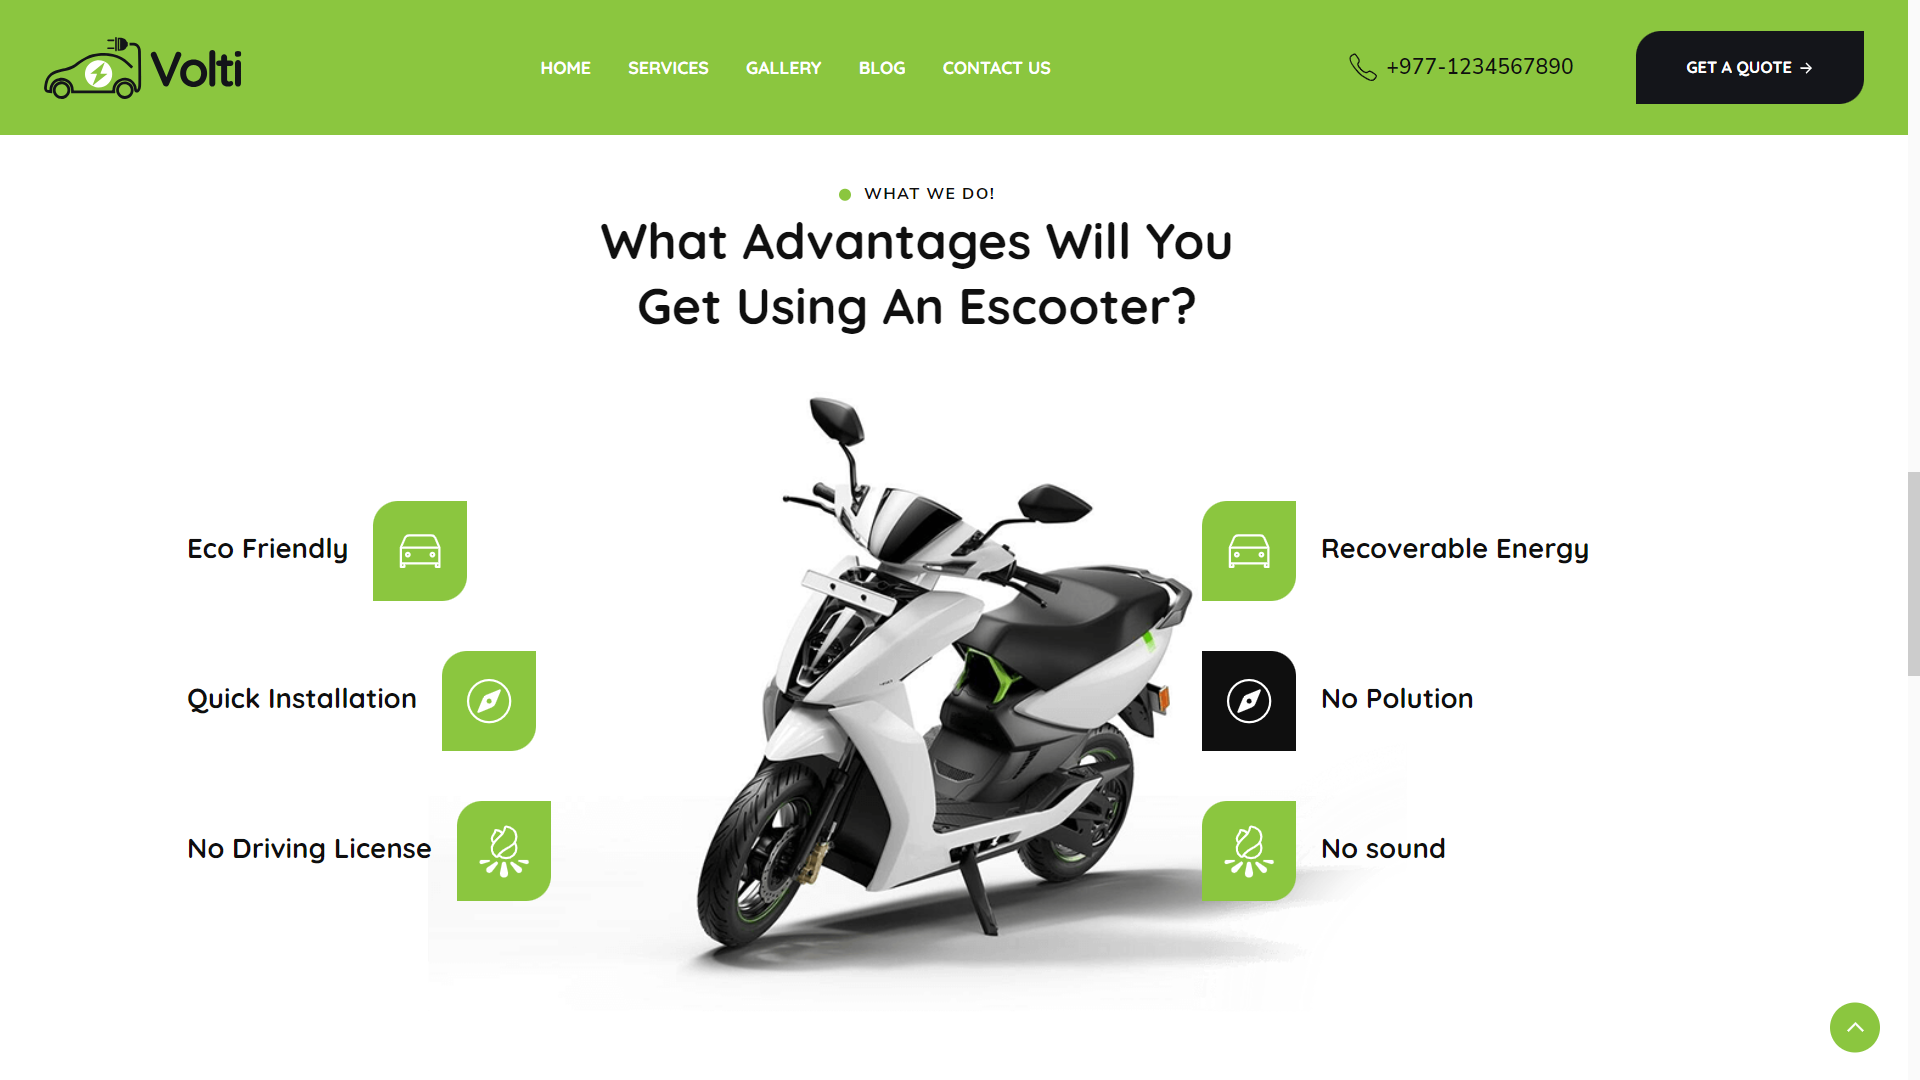 Volti
HOME SERVICES GALLERY BLOG CONTACT US
+977-1234567890
GET A QUOTE →
WHAT WE DO!
What Advantages Will You
Get Using An Escooter?
Eco Friendly
Recoverable Energy
Quick Installation
No Polution
No Driving License
No sound